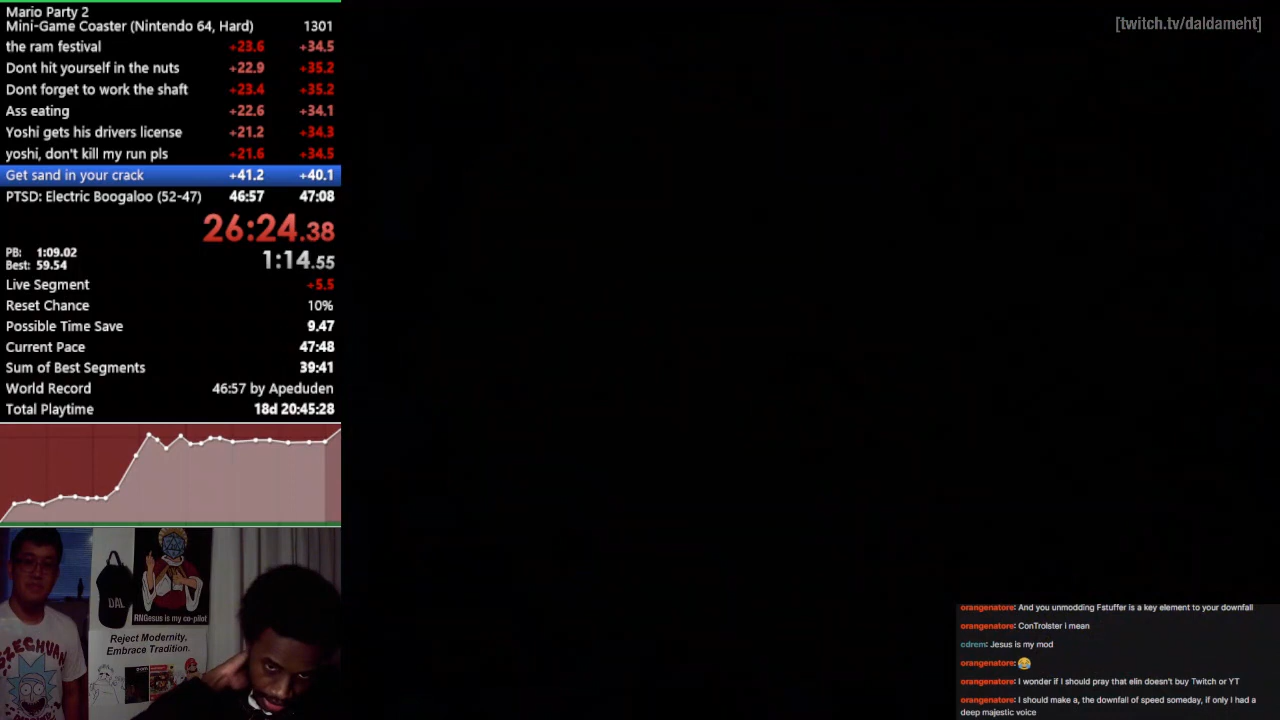 Mario Party 2
Mini-Game Coaster (Nintendo 64, Hard) 1301
the ram festival +23.6 +34.5
Dont hit yourself in the nuts +22.9 +35.2
Dont forget to work the shaft +23.4 +35.2
Ass eating +22.6 +34.1
Yoshi gets his drivers license +21.2 +34.3
yoshi, don't kill my run pls +21.6 +34.5
Get sand in your crack +41.2 +40.1
PTSD: Electric Boogaloo (52-47) 46:57 47:08
26:24.38
PB: 1:09.02
Best: 59.54
1:14.55
Live Segment +5.5
Reset Chance 10%
Possible Time Save 9.47
Current Pace 47:48
Sum of Best Segments 39:41
World Record 46:57 by Apeduden
Total Playtime 18d 20:45:28
DAL
RNGesus is my co-pilot
Reject Modernity,
Embrace Tradition.
[twitch.tv/daldameht]
orangenators: And you unmodding Fstuffer is a key element to your downfall
orangenators: ConTrolster i mean
cdrem: Jesus is my mod
orangenators: 😂
orangenators: I wonder if I should pray that elin doesn't buy Twitch or YT
orangenators: I should make a, the downfall of speed someday, if only I had a
deep majestic voice